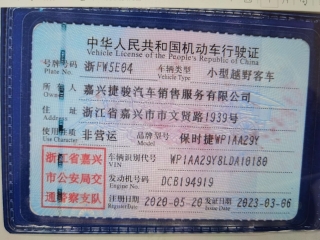 中华人民共和国机动车行驶证
Vehicle License of the People's Republic of China
号牌号码 浙FW5E04 车辆类型 小型越野客车
Plate No. Vehicle Type
所有人 嘉兴捷骏汽车销售服务有限公司
Owner
住址 浙江省嘉兴市市文贤路1939号
Address
使用性质 非营运 品牌型号 保时捷WP1AA29Y
Use Character Model
浙江省嘉兴
市公安局交
通警察支队
车辆识别代号 WP1AA29Y8LDA10180
VIN
发动机号码 DCB194919
Engine No.
注册日期 2020-05-20 发证日期 2023-03-06
Register Date Issue Date